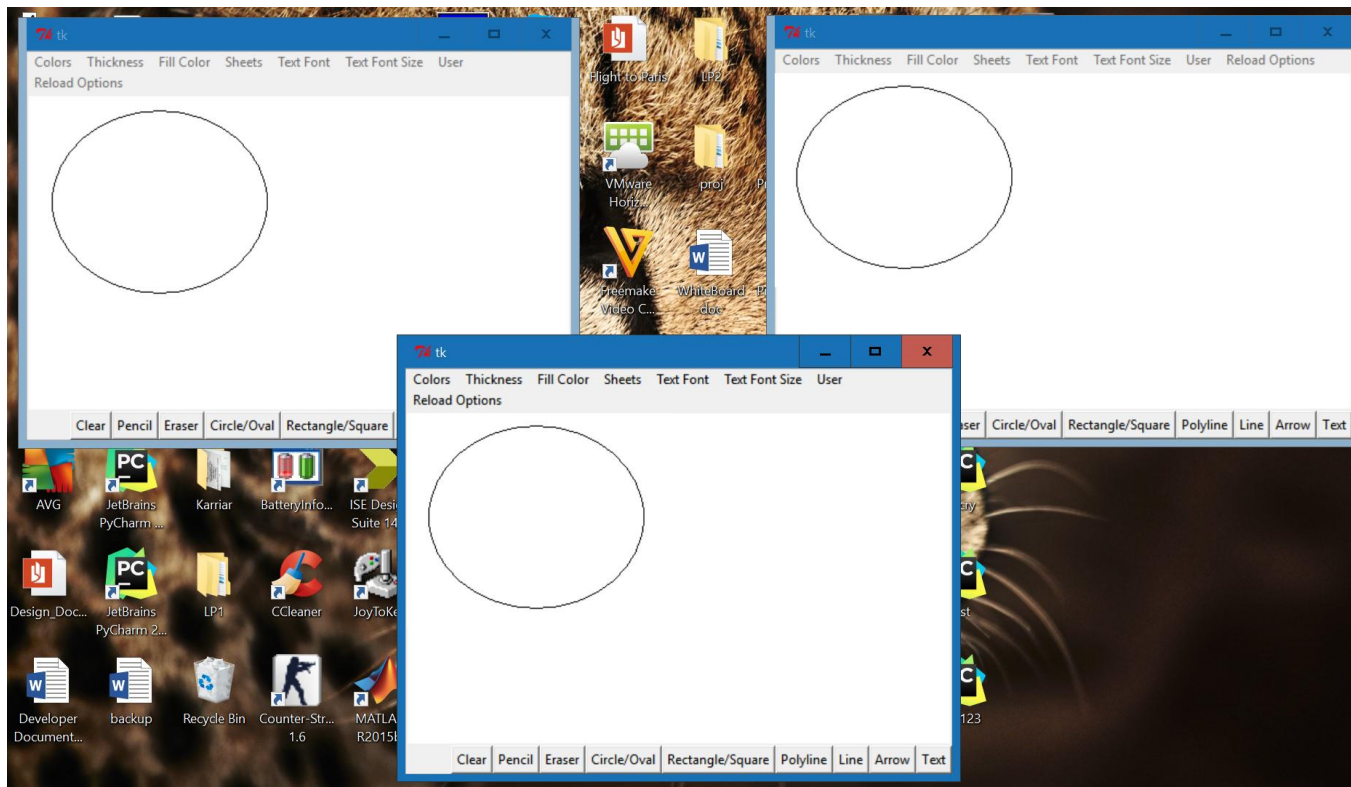 tk
Colors Thickness Fill Color Sheets Text Font Text Font Size User
Reload Options
Clear Pencil Eraser Circle/Oval Rectangle/Square
Flight to Paris
LP2
VMware
Horiz...
proj
Freemake
Video C...
WhiteBoard
doc
tk
Colors Thickness Fill Color Sheets Text Font Text Font Size User Reload Options
Circle/Oval Rectangle/Square Polyline Line Arrow Text
tk
Colors Thickness Fill Color Sheets Text Font Text Font Size User
Reload Options
Clear Pencil Eraser Circle/Oval Rectangle/Square Polyline Line Arrow Text
AVG
JetBrains
PyCharm ...
Karriar
BatteryInfo...
ISE Desi
Suite 14
Design_Doc...
JetBrains
PyCharm 2...
LP1
CCleaner
JoyToKe
Developer
Document...
backup
Recycle Bin
Counter-Str...
1.6
MATLA
R2015b
123